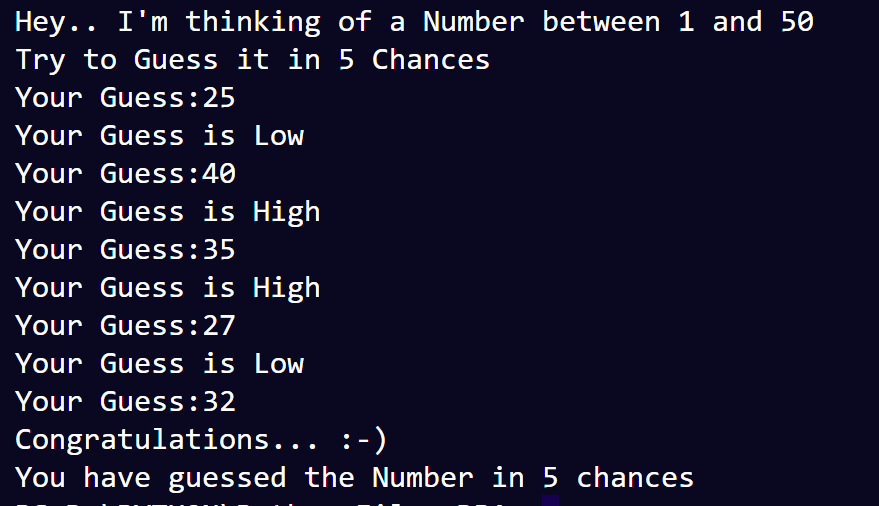 Hey.. I'm thinking of a Number between 1 and 50
Try to Guess it in 5 Chances
Your Guess:25
Your Guess is Low
Your Guess:40
Your Guess is High
Your Guess:35
Your Guess is High
Your Guess:27
Your Guess is Low
Your Guess:32
Congratulations... :-)
You have guessed the Number in 5 chances